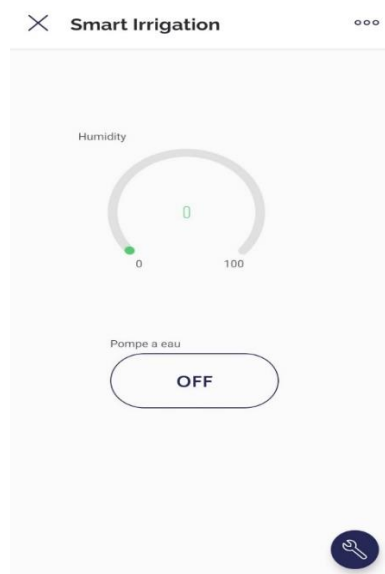 Smart Irrigation
Humidity
0
0 100
Pompe a eau
OFF